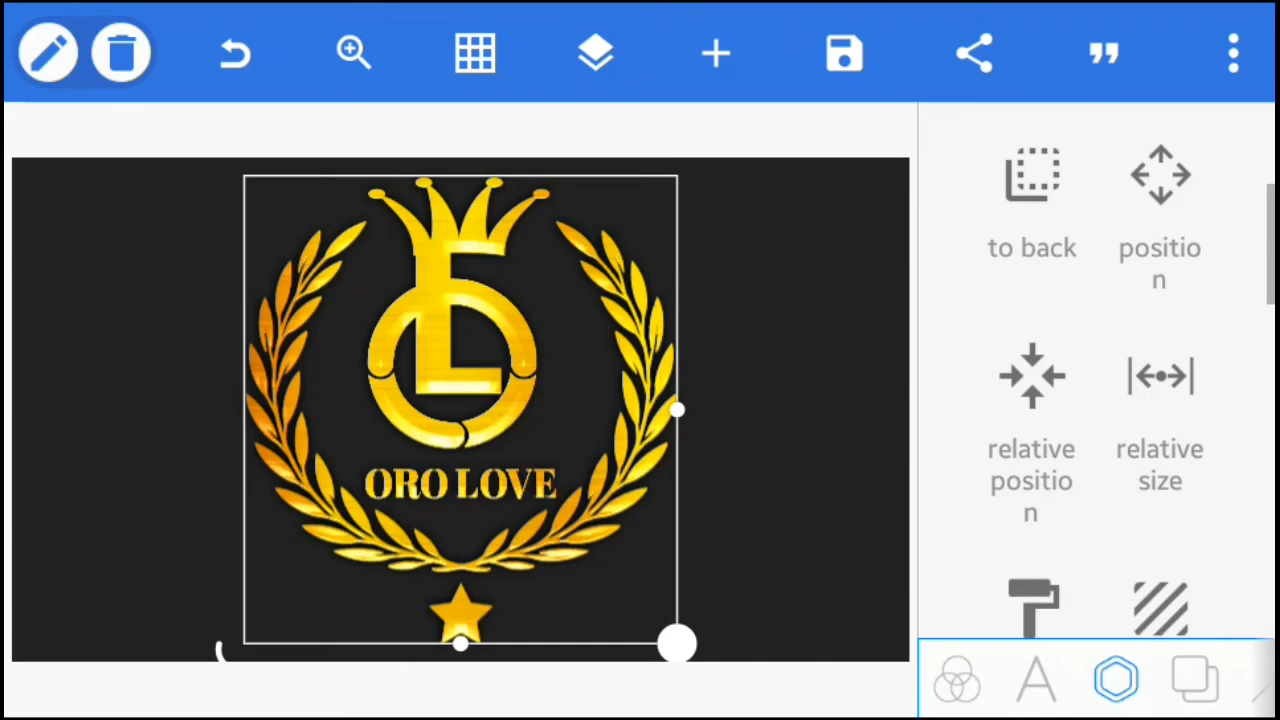 to back
positio
n
relative
positio
n
relative
size
ORO LOVE